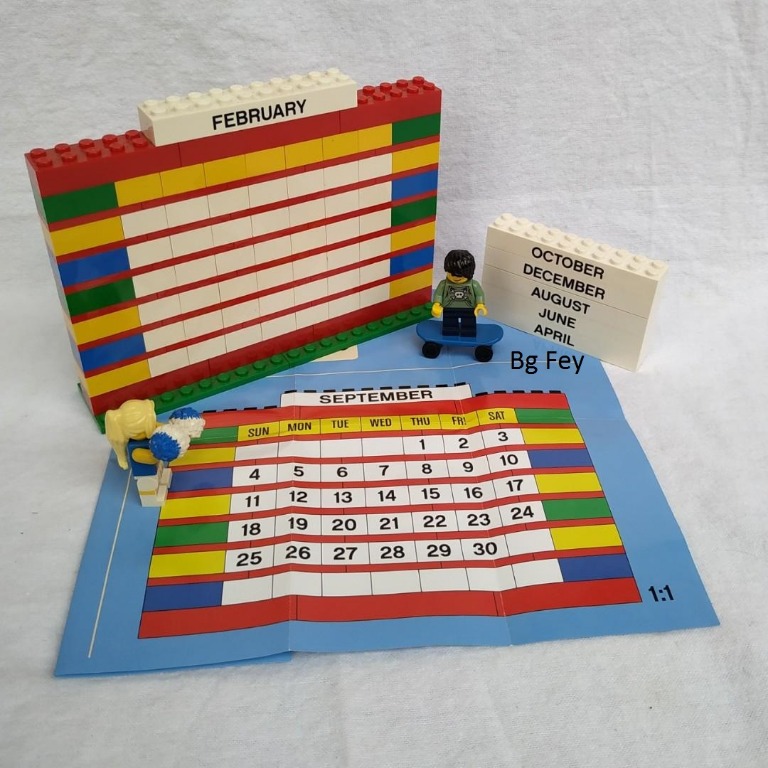 FEBRUARY
OCTOBER
DECEMBER
AUGUST
JUNE
APRIL
Bg Fey
SEPTEMBER
SUN MON TUE WED THU FRI SAT
1 2 3
4 5 6 7 8 9 10
11 12 13 14 15 16 17
18 19 20 21 22 23 24
25 26 27 28 29 30
1:1